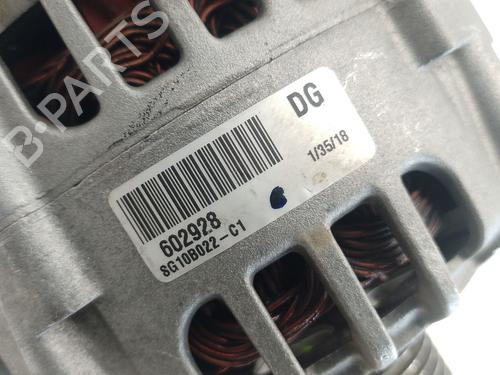 B-PARTS
DG
1/35/18
602928
SG10B022-C1